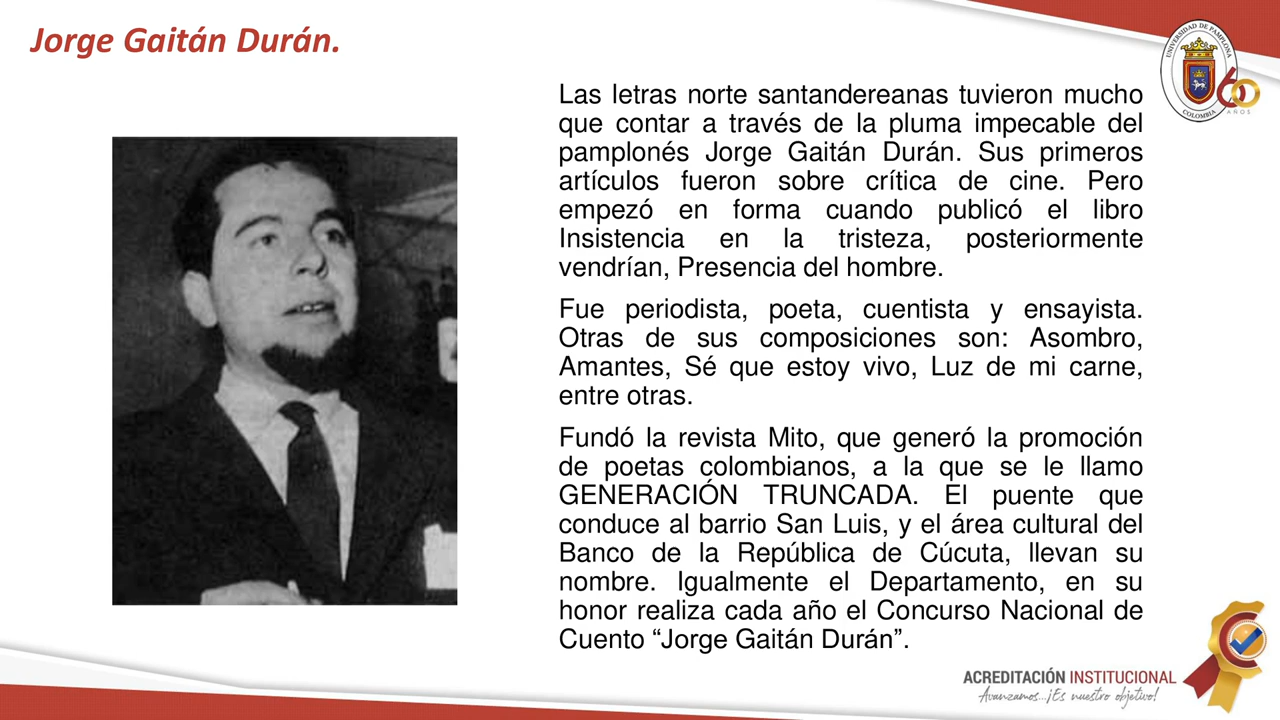 Jorge Gaitán Durán.
UNIVERSIDAD DE PAMPLONA
COLOMBIA
60
AÑOS
Las letras norte santandereanas tuvieron mucho
que contar a través de la pluma impecable del
pamplonés Jorge Gaitán Durán. Sus primeros
artículos fueron sobre crítica de cine. Pero
empezó en forma cuando publicó el libro
Insistencia en la tristeza, posteriormente
vendrían, Presencia del hombre.
Fue periodista, poeta, cuentista y ensayista.
Otras de sus composiciones son: Asombro,
Amantes, Sé que estoy vivo, Luz de mi carne,
entre otras.
Fundó la revista Mito, que generó la promoción
de poetas colombianos, a la que se le llamo
GENERACIÓN TRUNCADA. El puente que
conduce al barrio San Luis, y el área cultural del
Banco de la República de Cúcuta, llevan su
nombre. Igualmente el Departamento, en su
honor realiza cada año el Concurso Nacional de
Cuento “Jorge Gaitán Durán”.
ACREDITACIÓN INSTITUCIONAL
Avanzamos...¡Es nuestro objetivo!